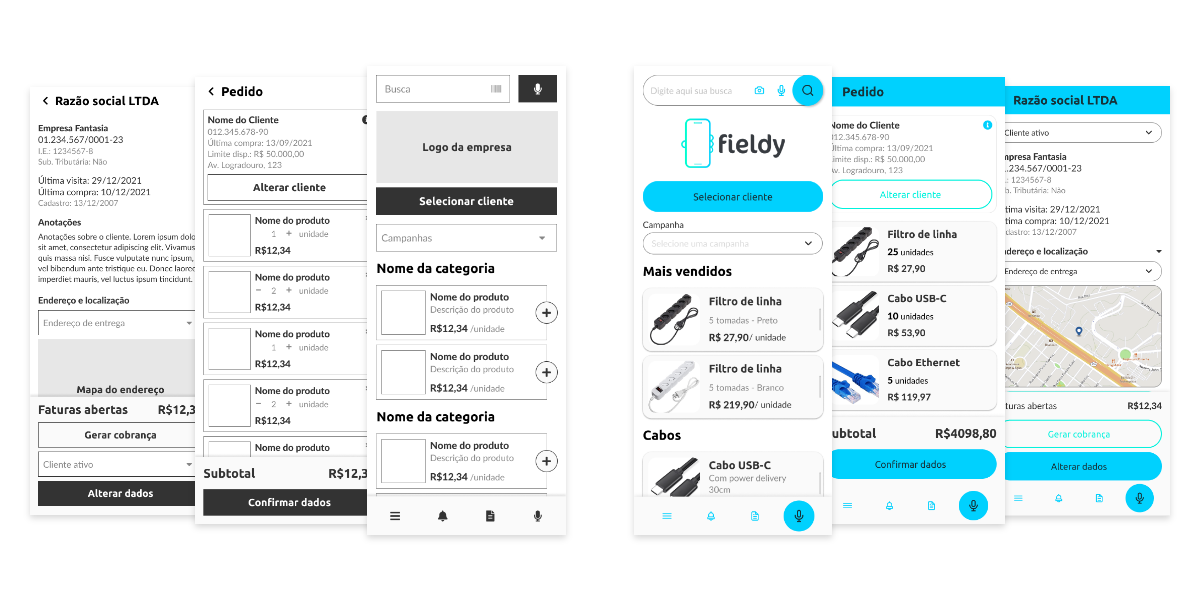 Razão social LTDA
Empresa Fantasia
01.234.567/0001-23
I.E.: 1234567-8
Sub. Tributária: Não
Última visita: 29/12/2021
Última compra: 10/12/2021
Cadastro: 13/12/2007
Anotações
Anotações sobre o cliente. Lorem ipsum dolo
sit amet, consectetur adipiscing elit. Vivamus
quis massa nisi. Fusce vulputate nunc ipsum,
vel bibendum ante tristique eu. Donec laoree
imperdiet mauris, vel luctus ipsum tincidunt.
Endereço e localização
Endereço de entrega
Mapa do endereço
Faturas abertas R$12,3
Gerar cobrança
Cliente ativo
Alterar dados
Pedido
Nome do Cliente
012.345.678-90
Última compra: 13/09/2021
Limite disp.: R$ 50.000,00
Av. Logradouro, 123
Alterar cliente
Nome do produto
1 + unidade
R$12,34
Nome do produto
− 2 + unidade
R$12,34
Nome do produto
1 + unidade
R$12,34
Nome do produto
− 2 + unidade
R$12,34
Nome do produto
Subtotal R$12,3
Confirmar dados
Busca
Logo da empresa
Selecionar cliente
Campanhas
Nome da categoria
Nome do produto
Descrição do produto
R$12,34 /unidade
Nome do produto
Descrição do produto
R$12,34 /unidade
Nome da categoria
Nome do produto
Descrição do produto
R$12,34 /unidade
Digite aqui sua busca
fieldy
Selecionar cliente
Campanha
Selecione uma campanha
Mais vendidos
Filtro de linha
5 tomadas - Preto
R$ 27,90/ unidade
Filtro de linha
5 tomadas - Branco
R$ 219,90/ unidade
Cabos
Cabo USB-C
Com power delivery
30cm
Pedido
Nome do Cliente
012.345.678-90
Última compra: 13/09/2021
Limite disp.: R$ 50.000,00
Av. Logradouro, 123
Alterar cliente
Filtro de linha
25 unidades
R$ 27,90
Cabo USB-C
10 unidades
R$ 53,90
Cabo Ethernet
5 unidades
R$ 119,97
ubtotal R$4098,80
Confirmar dados
Razão social LTDA
Cliente ativo
mpresa Fantasia
.234.567/0001-23
: 1234567-8
b. Tributária: Não
tima visita: 29/12/2021
tima compra: 10/12/2021
dastro: 13/12/2007
dereço e localização
Endereço de entrega
turas abertas R$12,34
Gerar cobrança
Alterar dados